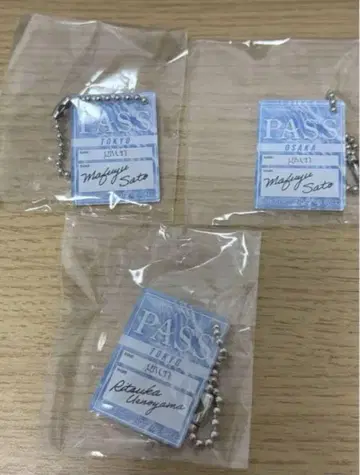 PASS
TOKYO
Mafuyu
Sato
PASS
OSAKA
Mafuyu
Sato
PASS
TOKYO
Ritsuka
Uenoyama